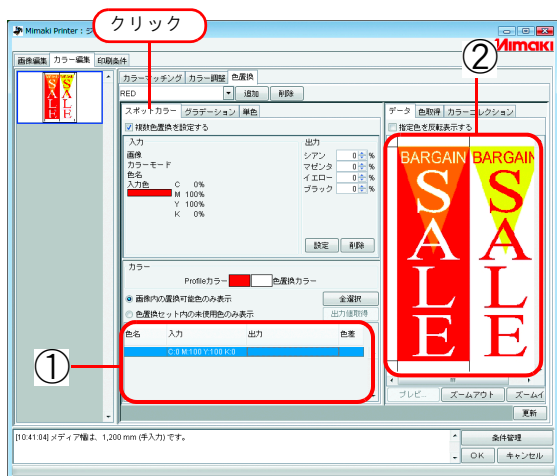 クリック
Mimaki Printer : ジ
Mimaki
②
画像編集 カラー編集 印刷条件
SALE SALE
カラーマッチング カラー調整 色置換
RED 追加 削除
スポットカラー グラデーション 単色
複数色置換を設定する
入力
画像
カラーモード
色名
入力色 C 0%
M 100%
Y 100%
K 0%
出力
シアン 0 %
マゼンタ 0 %
イエロー 0 %
ブラック 0 %
設定 削除
カラー
Profileカラー 色置換カラー
画像内の置換可能色のみ表示 全選択
色置換セット内の未使用色のみ表示 出力値取得
①
色名 入力 出力 色差
C:0 M:100 Y:100 K:0
データ 色取得 カラーコレクション
指定色を反転表示する
BARGAIN BARGAIN
SALE SALE
プレビ... ズームアウト ズームイ
更新
[10:41:04] メディア幅は、1,200 mm (手入力) です。
条件管理
OK キャンセル